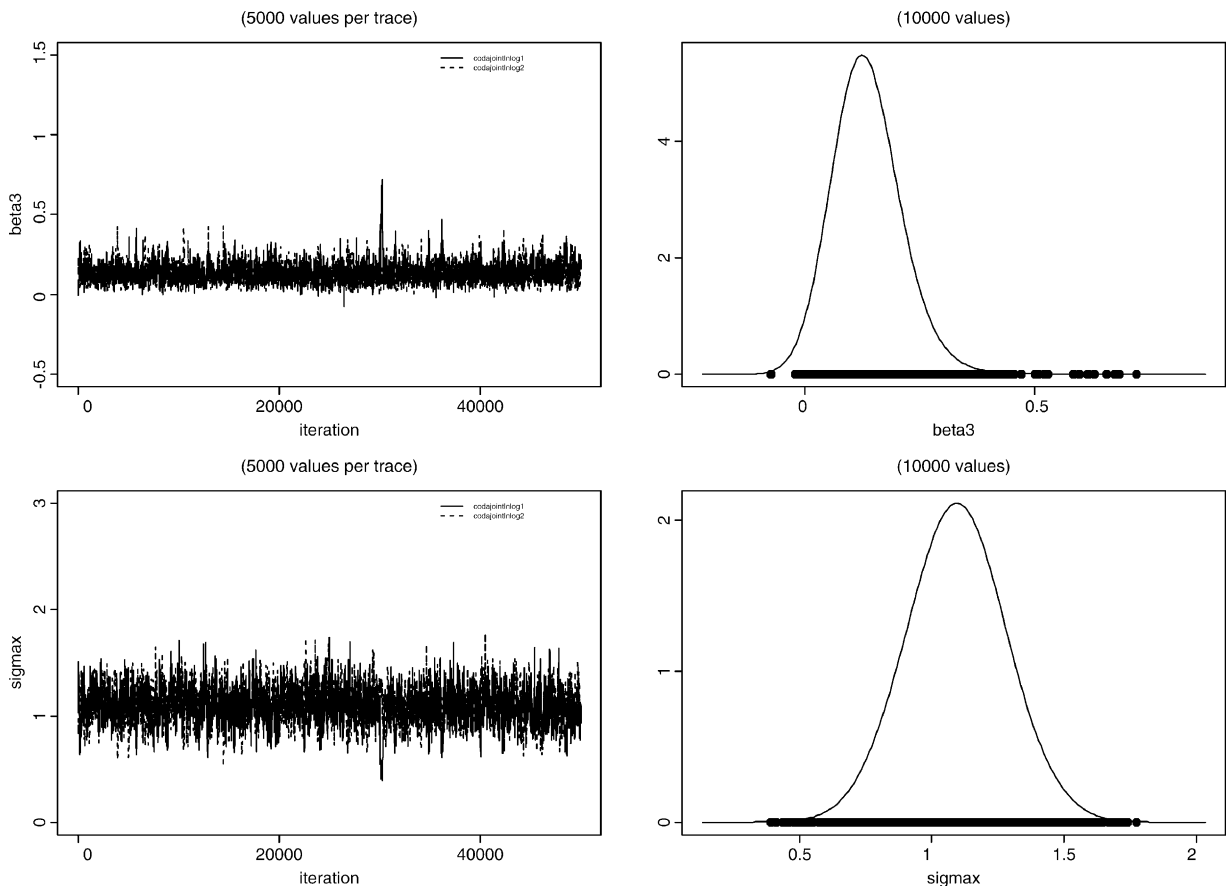 (5000 values per trace)
codajointlnlog1
codajointlnlog2
beta3
1.5
1
0.5
0
-0.5
0 20000 40000
iteration
(10000 values)
4
2
0
0 0.5
beta3
(5000 values per trace)
codajointlnlog1
codajointlnlog2
sigmax
3
2
1
0
0 20000 40000
iteration
(10000 values)
2
1
0
0.5 1 1.5 2
sigmax